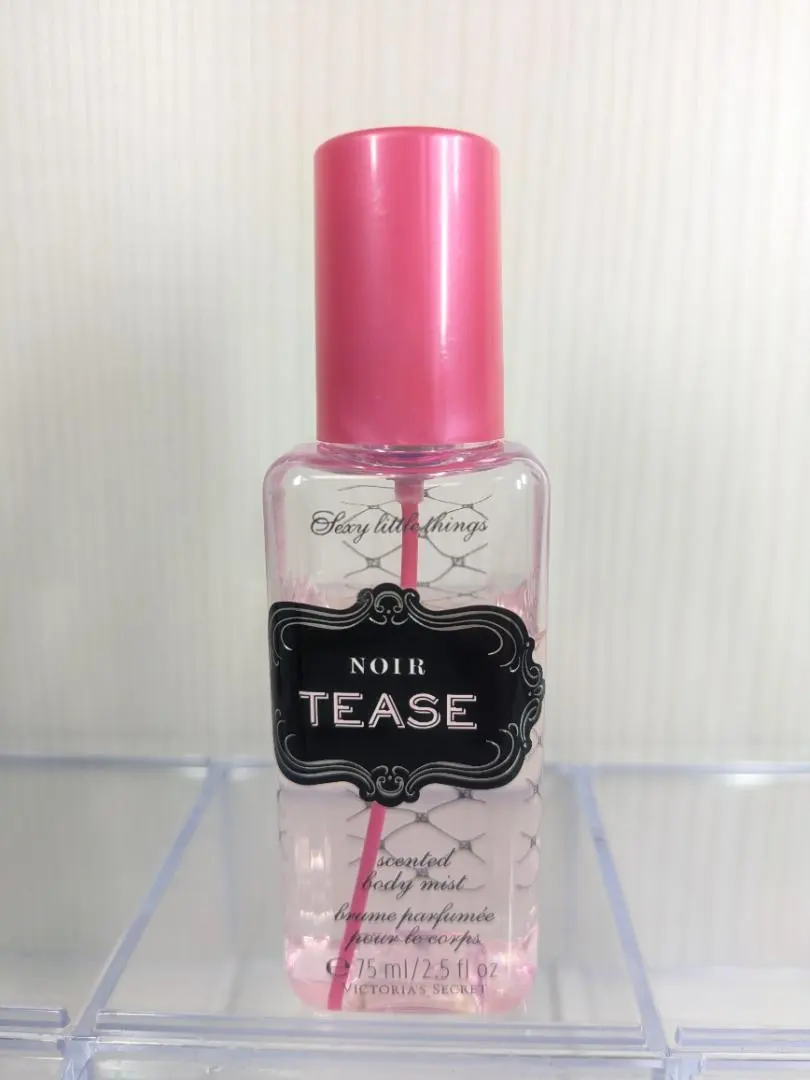 Sexy little things
NOIR
TEASE
scented
body mist
brume parfumée
pour le corps
℮ 75 ml/2.5 fl oz
VICTORIA'S SECRET